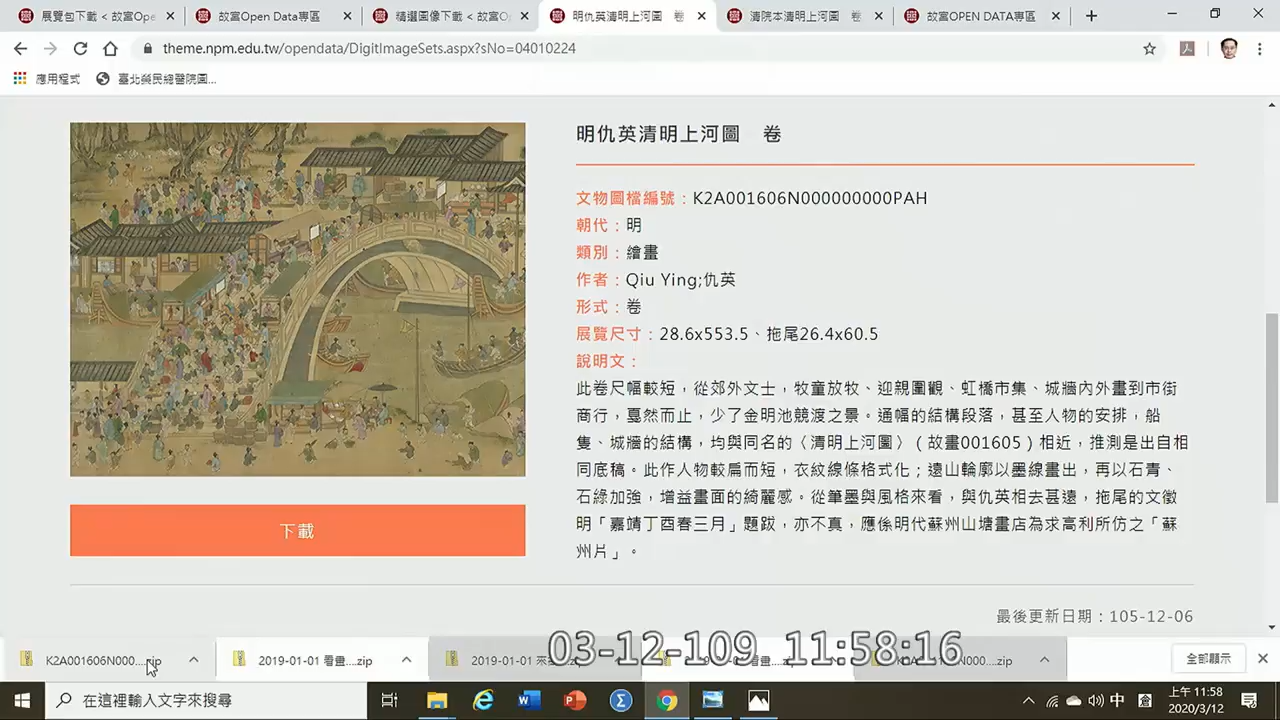 展覽包下載 < 故宮Ope
故宮Open Data專區
精選圖像下載 < 故宮O
明仇英清明上河圖　卷
清院本清明上河圖　卷
故宮OPEN DATA專區
theme.npm.edu.tw/opendata/DigitImageSets.aspx?sNo=04010224
應用程式
臺北榮民總醫院圖...
明仇英清明上河圖　卷
文物圖檔編號：K2A001606N000000000PAH
朝代：明
類別：繪畫
作者：Qiu Ying;仇英
形式：卷
展覽尺寸：28.6x553.5、拖尾26.4x60.5
說明文：
此卷尺幅較短，從郊外文士，牧童放牧、迎親圍觀、虹橋市集、城牆內外畫到市街
商行，戛然而止，少了金明池競渡之景。通幅的結構段落，甚至人物的安排，船
隻、城牆的結構，均與同名的〈清明上河圖〉（故畫001605）相近，推測是出自相
同底稿。此作人物較扁而短，衣紋線條格式化；遠山輪廓以墨線畫出，再以石青、
石綠加強，增益畫面的綺麗感。從筆墨與風格來看，與仇英相去甚遠，拖尾的文徵
明「嘉靖丁酉春三月」題跋，亦不真，應係明代蘇州山塘畫店為求高利所仿之「蘇
州片」。
下載
最後更新日期：105-12-06
03-12-109 11:58:16
K2A001606N000....zip
2019-01-01 看畫....zip
2019-01-01
全部顯示
在這裡輸入文字來搜尋
中
上午 11:58
2020/3/12